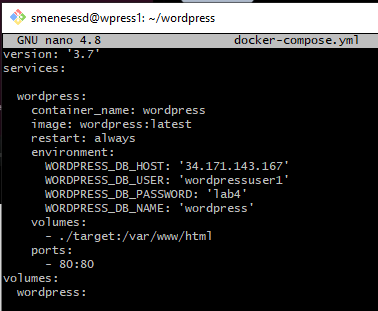 smenesesd@wpress1: ~/wordpress
GNU nano 4.8 docker-compose.yml
version: '3.7'
services:

  wordpress:
    container_name: wordpress
    image: wordpress:latest
    restart: always
    environment:
      WORDPRESS_DB_HOST: '34.171.143.167'
      WORDPRESS_DB_USER: 'wordpressuser1'
      WORDPRESS_DB_PASSWORD: 'lab4'
      WORDPRESS_DB_NAME: 'wordpress'
    volumes:
      - ./target:/var/www/html
    ports:
      - 80:80
volumes:
  wordpress: